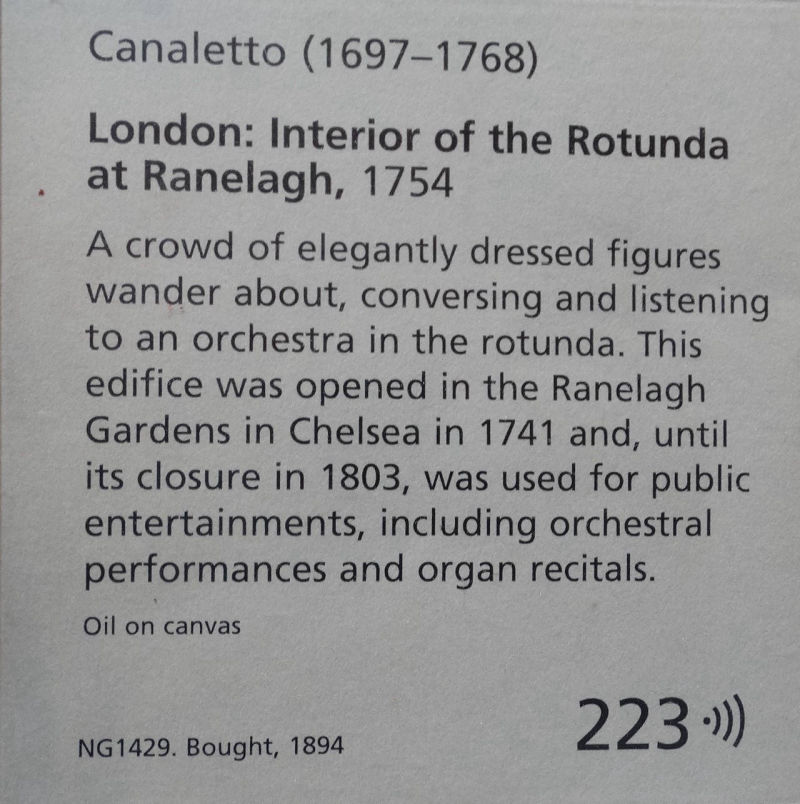 Canaletto (1697–1768)
London: Interior of the Rotunda
at Ranelagh, 1754
A crowd of elegantly dressed figures
wander about, conversing and listening
to an orchestra in the rotunda. This
edifice was opened in the Ranelagh
Gardens in Chelsea in 1741 and, until
its closure in 1803, was used for public
entertainments, including orchestral
performances and organ recitals.
Oil on canvas
NG1429. Bought, 1894
223